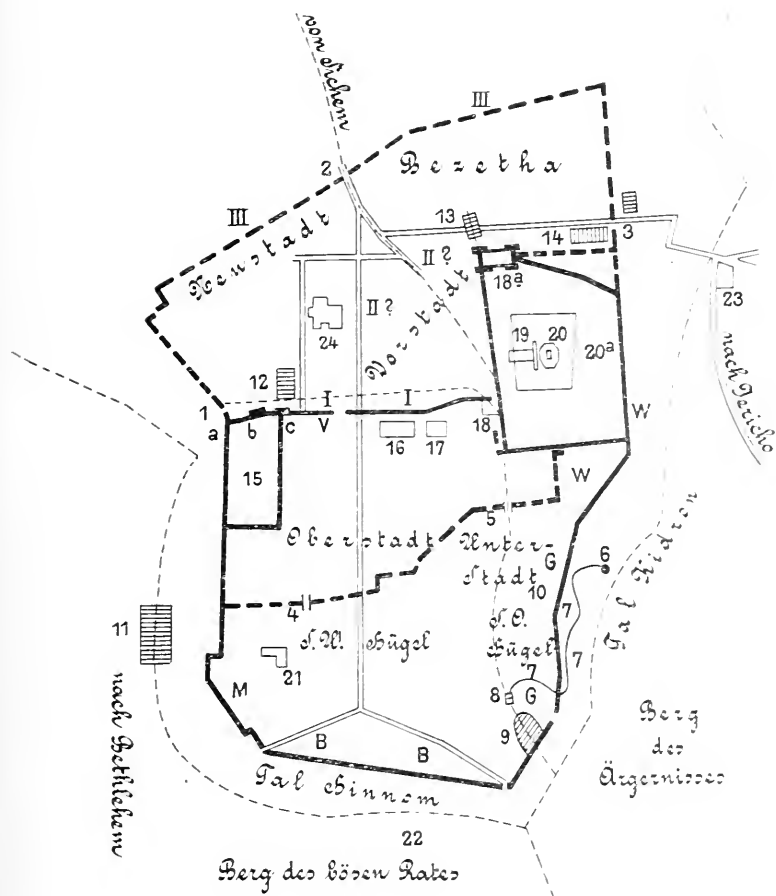 von Sichem
III
Bezetha
2
III
Neustadt
13
II?
14
3
18a
Vorstadt
II?
23
24
19
20
20a
nach Jericho
12
1
a
b
c
I
I
V
16
17
18
W
15
W
5
Oberstadt
Unter-
Stadt
G
10
6
Tal Kidron
4
11
S.W. Hügel
S.O.
Hügel
7
7
7
21
M
8
G
9
nach Bethlehem
B
B
Berg
des
Ärgernisses
Tal Hinnom
22
Berg des bösen Rates